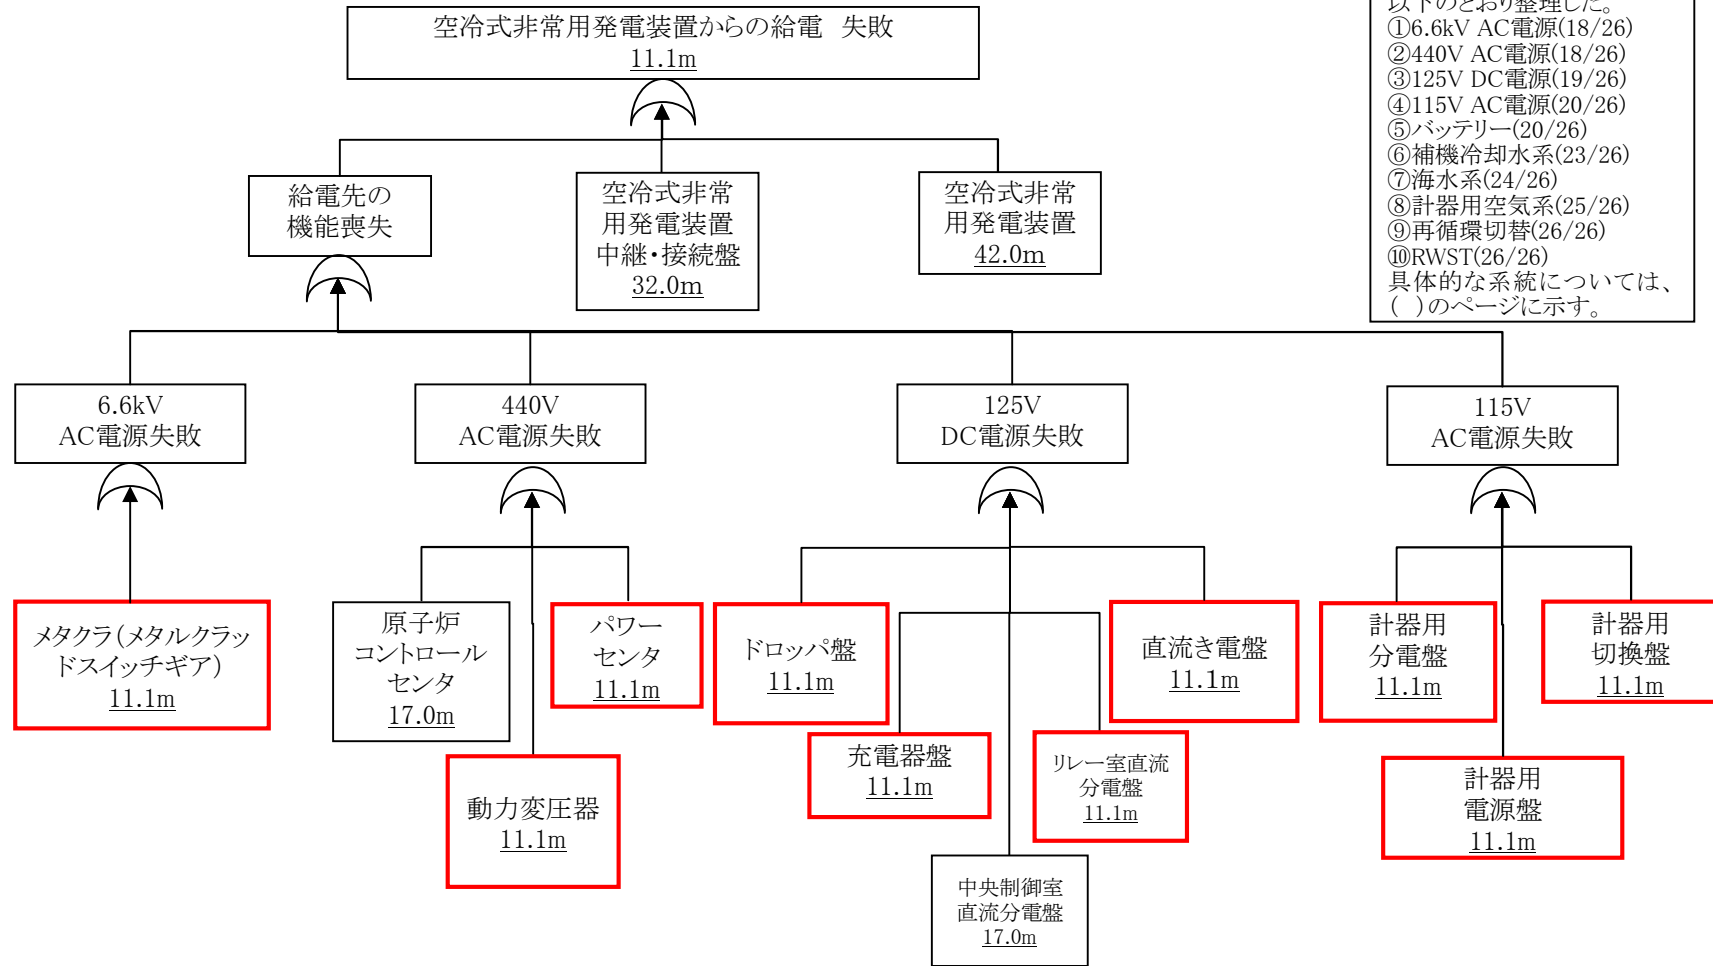 空冷式非常用発電装置からの給電　失敗
11.1m
以下のとおり整理した。
①6.6kV AC電源(18/26)
②440V AC電源(18/26)
③125V DC電源(19/26)
④115V AC電源(20/26)
⑤バッテリー(20/26)
⑥補機冷却水系(23/26)
⑦海水系(24/26)
⑧計器用空気系(25/26)
⑨再循環切替(26/26)
⑩RWST(26/26)
具体的な系統については、
(　)のページに示す。
給電先の
機能喪失
空冷式非常
用発電装置
中継・接続盤
32.0m
空冷式非常
用発電装置
42.0m
6.6kV
AC電源失敗
440V
AC電源失敗
125V
DC電源失敗
115V
AC電源失敗
メタクラ(メタルクラッ
ドスイッチギア)
11.1m
原子炉
コントロール
センタ
17.0m
パワー
センタ
11.1m
動力変圧器
11.1m
ドロッパ盤
11.1m
充電器盤
11.1m
中央制御室
直流分電盤
17.0m
リレー室直流
分電盤
11.1m
直流き電盤
11.1m
計器用
分電盤
11.1m
計器用
電源盤
11.1m
計器用
切換盤
11.1m